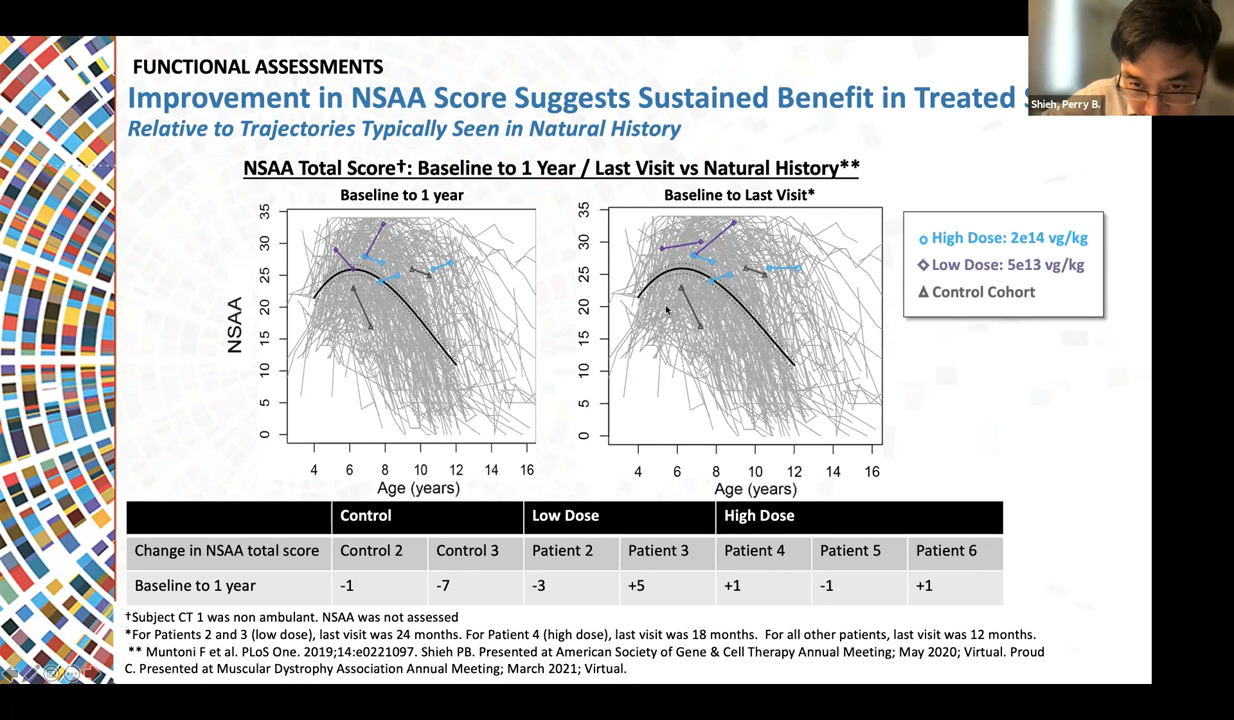 FUNCTIONAL ASSESSMENTS
Improvement in NSAA Score Suggests Sustained Benefit in Treated
Shieh, Perry B.
Relative to Trajectories Typically Seen in Natural History
NSAA Total Score†: Baseline to 1 Year / Last Visit vs Natural History**
Baseline to 1 year
Baseline to Last Visit*
35
30
25
20
15
10
5
0
NSAA
4 6 8 10 12 14 16
Age (years)
35
30
25
20
15
10
5
0
4 6 8 10 12 14 16
Age (years)
High Dose: 2e14 vg/kg
Low Dose: 5e13 vg/kg
Control Cohort
Control Low Dose High Dose
Change in NSAA total score Control 2 Control 3 Patient 2 Patient 3 Patient 4 Patient 5 Patient 6
Baseline to 1 year -1 -7 -3 +5 +1 -1 +1
†Subject CT 1 was non ambulant. NSAA was not assessed
*For Patients 2 and 3 (low dose), last visit was 24 months. For Patient 4 (high dose), last visit was 18 months. For all other patients, last visit was 12 months.
** Muntoni F et al. PLoS One. 2019;14:e0221097. Shieh PB. Presented at American Society of Gene & Cell Therapy Annual Meeting; May 2020; Virtual. Proud
C. Presented at Muscular Dystrophy Association Annual Meeting; March 2021; Virtual.